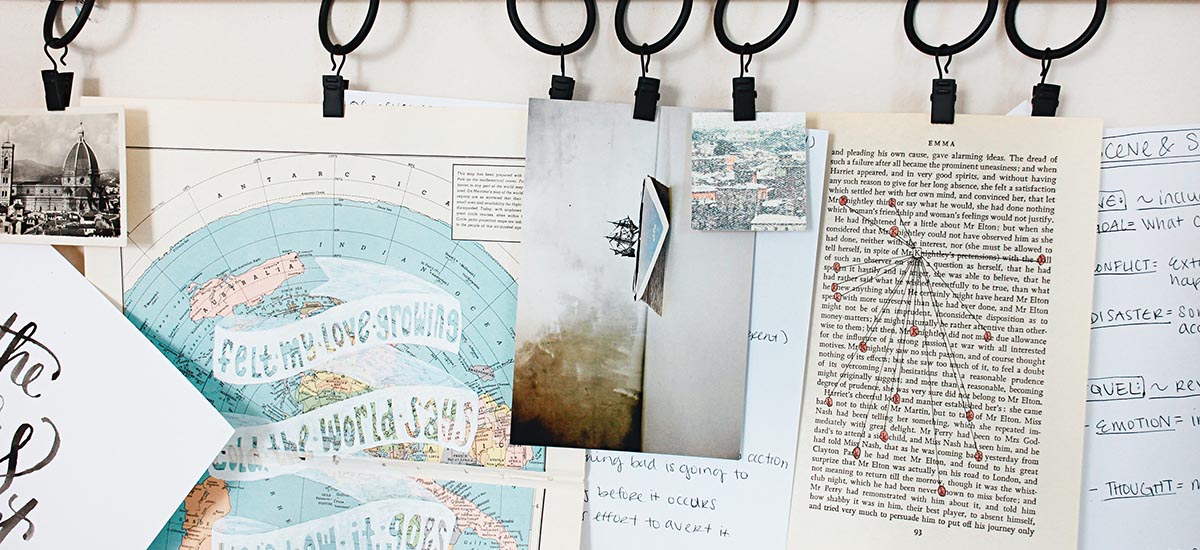 the
ANTARCTICA
INDIAN
OCEAN
AUSTRALIA
felt my love growing
the World Says
how it goes
action
bad is going to
before it occurs
effort to avert it
EMMA
and pleading his own cause, gave alarming ideas. The dread of
such a failure after all became the prominent uneasiness; and when
Harriet appeared, and in very good spirits, and without having
any such reason to give for her long absence, she felt a satisfaction
which settled her with her own mind, and convinced her, that let
Mr Knightley think or say what he would, she had done nothing
which woman's friendship and woman's feelings would not justify.
He had frightened her a little about Mr Elton; but when she
considered that Mr Knightley could not have observed him as she
had done, neither with the interest, nor (she must be allowed to
tell herself, in spite of Mr Knightley's pretensions) with the skill
of such an observer on such a question as herself, that he had
spoken it hastily and in anger, she was able to believe, that he
had rather said what he wished resentfully to be true, than what
he knew anything about. He certainly might have heard Mr Elton
speak with more unreserve than she had ever done, and Mr Elton
might not be of an imprudent, inconsiderate disposition as to
money-matters; he might naturally be rather attentive than other-
wise to them; but then, Mr Knightley did not make due allowance
for the influence of a strong passion at war with all interested
motives. Mr Knightley saw no such passion, and of course thought
nothing of its effects; but she saw too much of it, to feel a doubt
of its overcoming any hesitations that a reasonable prudence
might originally suggest; and more than a reasonable, becoming
degree of prudence, she was very sure did not belong to Mr Elton.
Harriet's cheerful look and manner established her's: she came
back, not to think of Mr Martin, but to talk of Mr Elton. Miss
Nash had been telling her something, which she repeated im-
mediately with great delight. Mr Perry had been to Mrs God-
dard's to attend a sick child, and Miss Nash had seen him, and he
had told Miss Nash, that as he was coming back yesterday from
Clayton Park, he had met Mr Elton, and found to his great
surprise that Mr Elton was actually on his road to London, and
not meaning to return till the morrow, though it was the whist-
club night, which he had been never known to miss before; and
Mr Perry had remonstrated with him about it, and told him
how shabby it was in him, their best player, to absent himself,
and tried very much to persuade him to put off his journey only
93
SCENE & S
~ inclu
GOAL= What
CONFLICT= Ext
hap
DISASTER= So
ac
~ re
- EMOTION= i
- THOUGHT= n